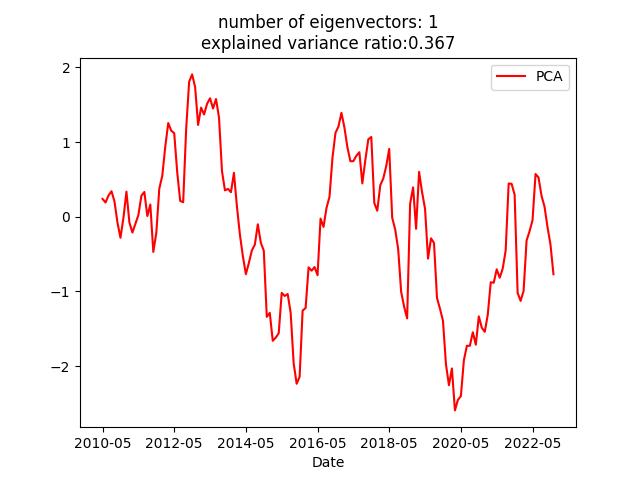 number of eigenvectors: 1
explained variance ratio:0.367
PCA
2
1
0
−1
−2
2010-05 2012-05 2014-05 2016-05 2018-05 2020-05 2022-05
Date